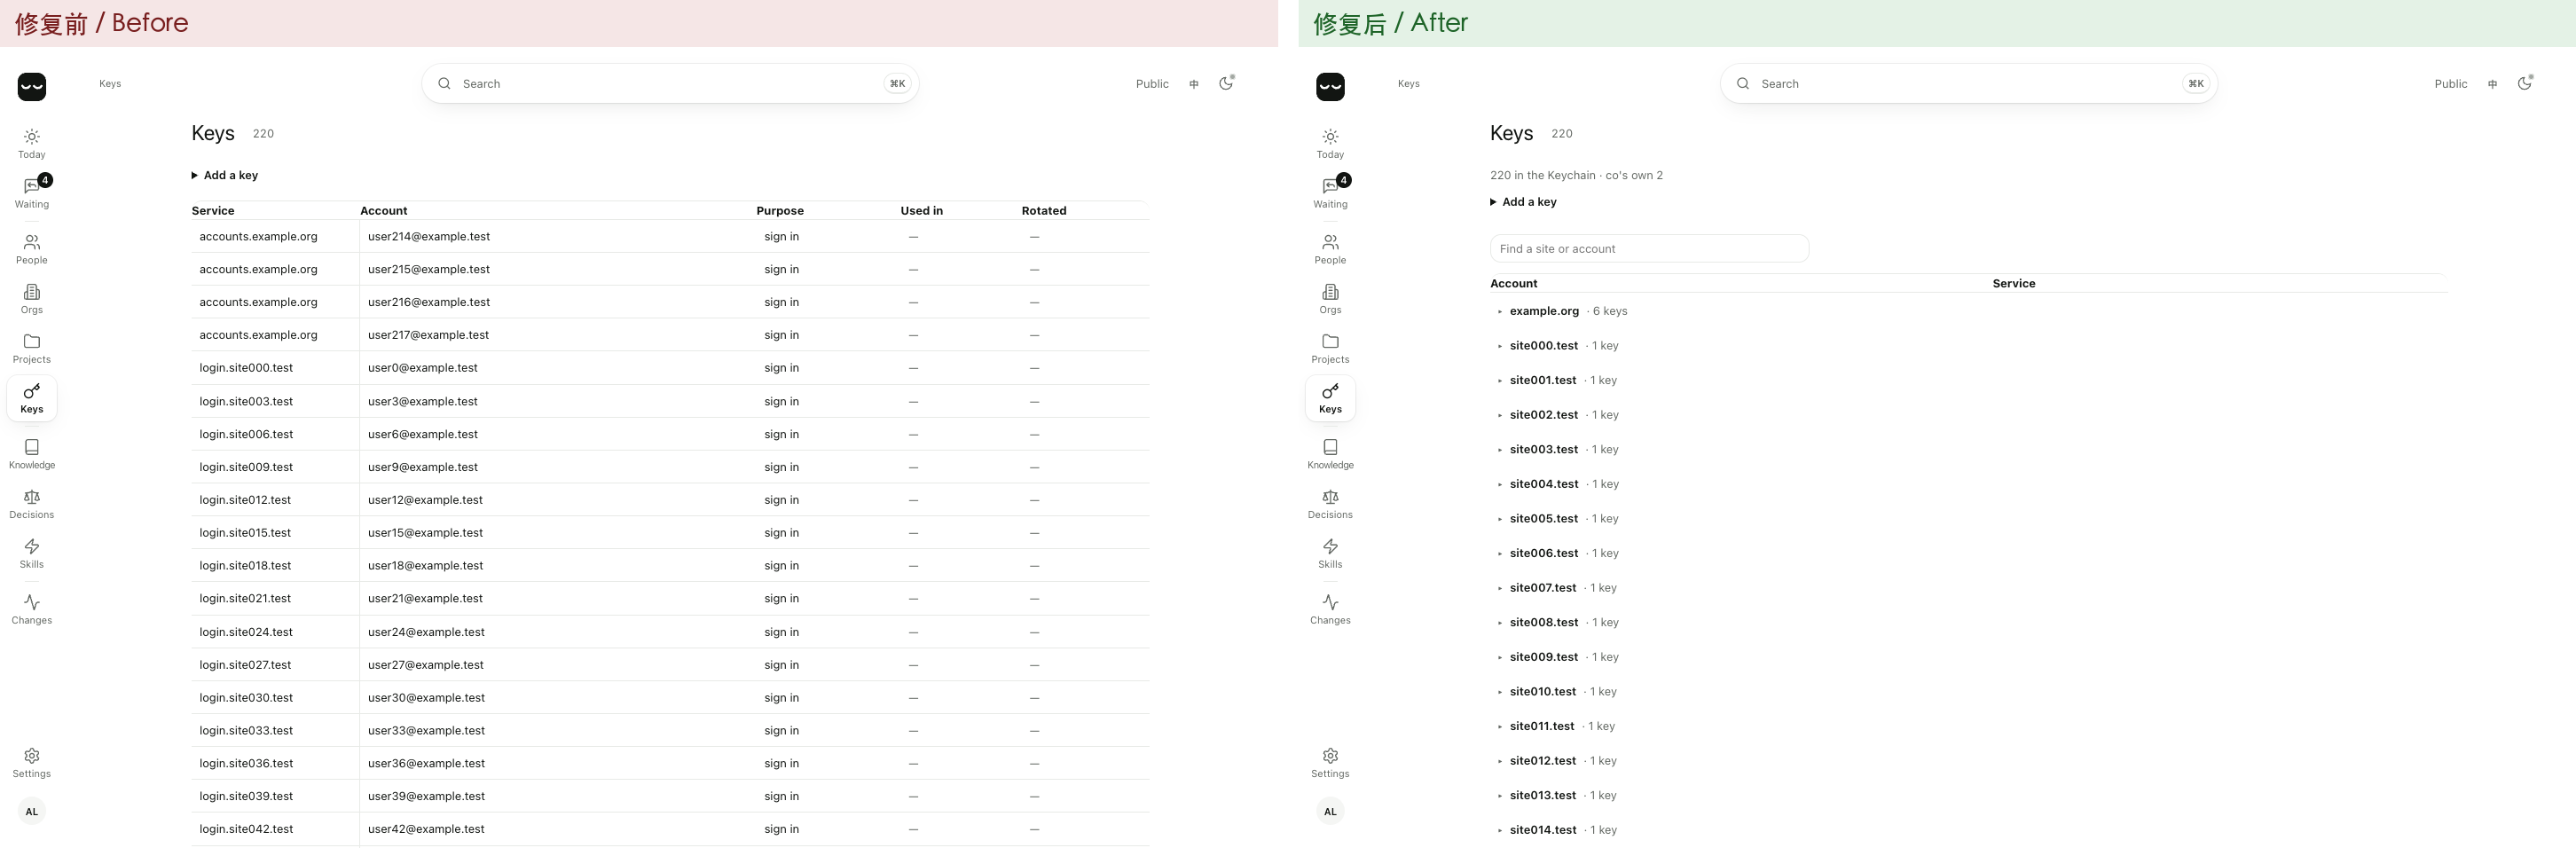 修复前 / Before
Keys
Search
⌘K
Public
中
Today
4
Waiting
People
Orgs
Projects
Keys
Knowledge
Decisions
Skills
Changes
Settings
AL
Keys 220
▶ Add a key
Service Account Purpose Used in Rotated
accounts.example.org user214@example.test sign in — —
accounts.example.org user215@example.test sign in — —
accounts.example.org user216@example.test sign in — —
accounts.example.org user217@example.test sign in — —
login.site000.test user0@example.test sign in — —
login.site003.test user3@example.test sign in — —
login.site006.test user6@example.test sign in — —
login.site009.test user9@example.test sign in — —
login.site012.test user12@example.test sign in — —
login.site015.test user15@example.test sign in — —
login.site018.test user18@example.test sign in — —
login.site021.test user21@example.test sign in — —
login.site024.test user24@example.test sign in — —
login.site027.test user27@example.test sign in — —
login.site030.test user30@example.test sign in — —
login.site033.test user33@example.test sign in — —
login.site036.test user36@example.test sign in — —
login.site039.test user39@example.test sign in — —
login.site042.test user42@example.test sign in — —
修复后 / After
Keys
Search
⌘K
Public
中
Today
4
Waiting
People
Orgs
Projects
Keys
Knowledge
Decisions
Skills
Changes
Settings
AL
Keys 220
220 in the Keychain · co's own 2
▶ Add a key
Find a site or account
Account Service
▸ example.org · 6 keys
▸ site000.test · 1 key
▸ site001.test · 1 key
▸ site002.test · 1 key
▸ site003.test · 1 key
▸ site004.test · 1 key
▸ site005.test · 1 key
▸ site006.test · 1 key
▸ site007.test · 1 key
▸ site008.test · 1 key
▸ site009.test · 1 key
▸ site010.test · 1 key
▸ site011.test · 1 key
▸ site012.test · 1 key
▸ site013.test · 1 key
▸ site014.test · 1 key